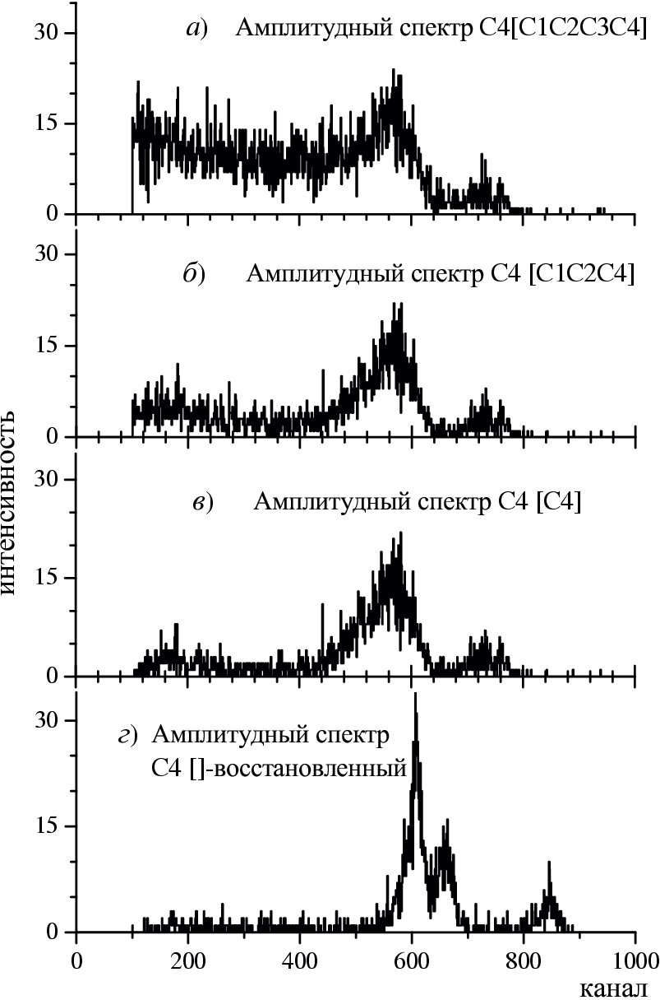 а) Амплитудный спектр С4[С1С2С3С4]
30
15
0
б) Амплитудный спектр С4 [С1С2С4]
30
15
0
в) Амплитудный спектр С4 [С4]
30
15
0
г) Амплитудный спектр
С4 []-восстановленный
30
15
0
интенсивность
0 200 400 600 800 1000
канал